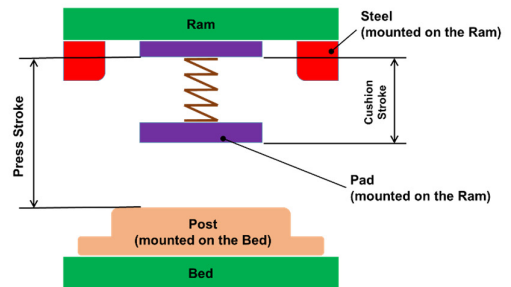 Ram
Steel
(mounted on the Ram)
Press Stroke
Cushion
Stroke
Pad
(mounted on the Ram)
Post
(mounted on the Bed)
Bed